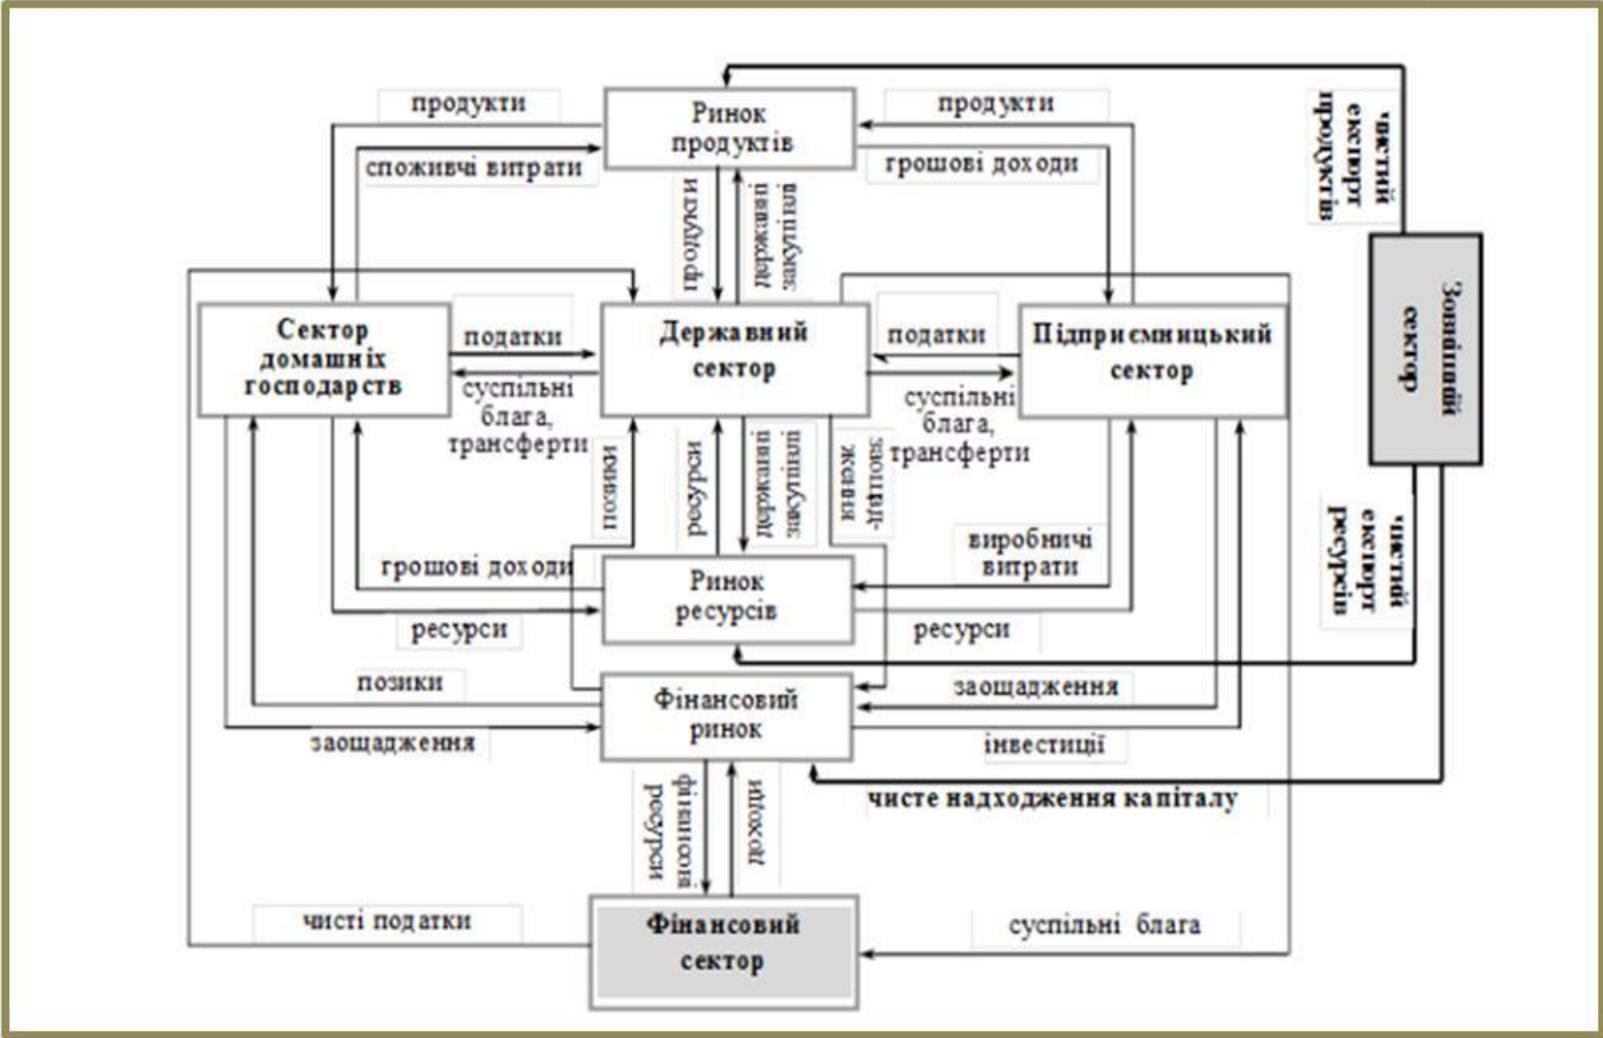 продукти
Ринок
продуктів
продукти
чистий
експорт
продуктів
споживчі витрати
грошові доходи
продукти
державні
закупівлі
Сектор
домашніх
господарств
податки
суспільні
блага,
трансферти
Державний
сектор
податки
суспільні
блага,
трансферти
Підприємницький
сектор
Зовнішній
сектор
позики
ресурси
державні
закупівлі
заощад-
ження
чистий
експорт
ресурсів
грошові доходи
Ринок
ресурсів
виробничі
витрати
ресурси
ресурси
позики
Фінансовий
ринок
заощадження
заощадження
інвестиції
фінансові
ресурси
доходи
чисте надходження капіталу
чисті податки
Фінансовий
сектор
суспільні блага